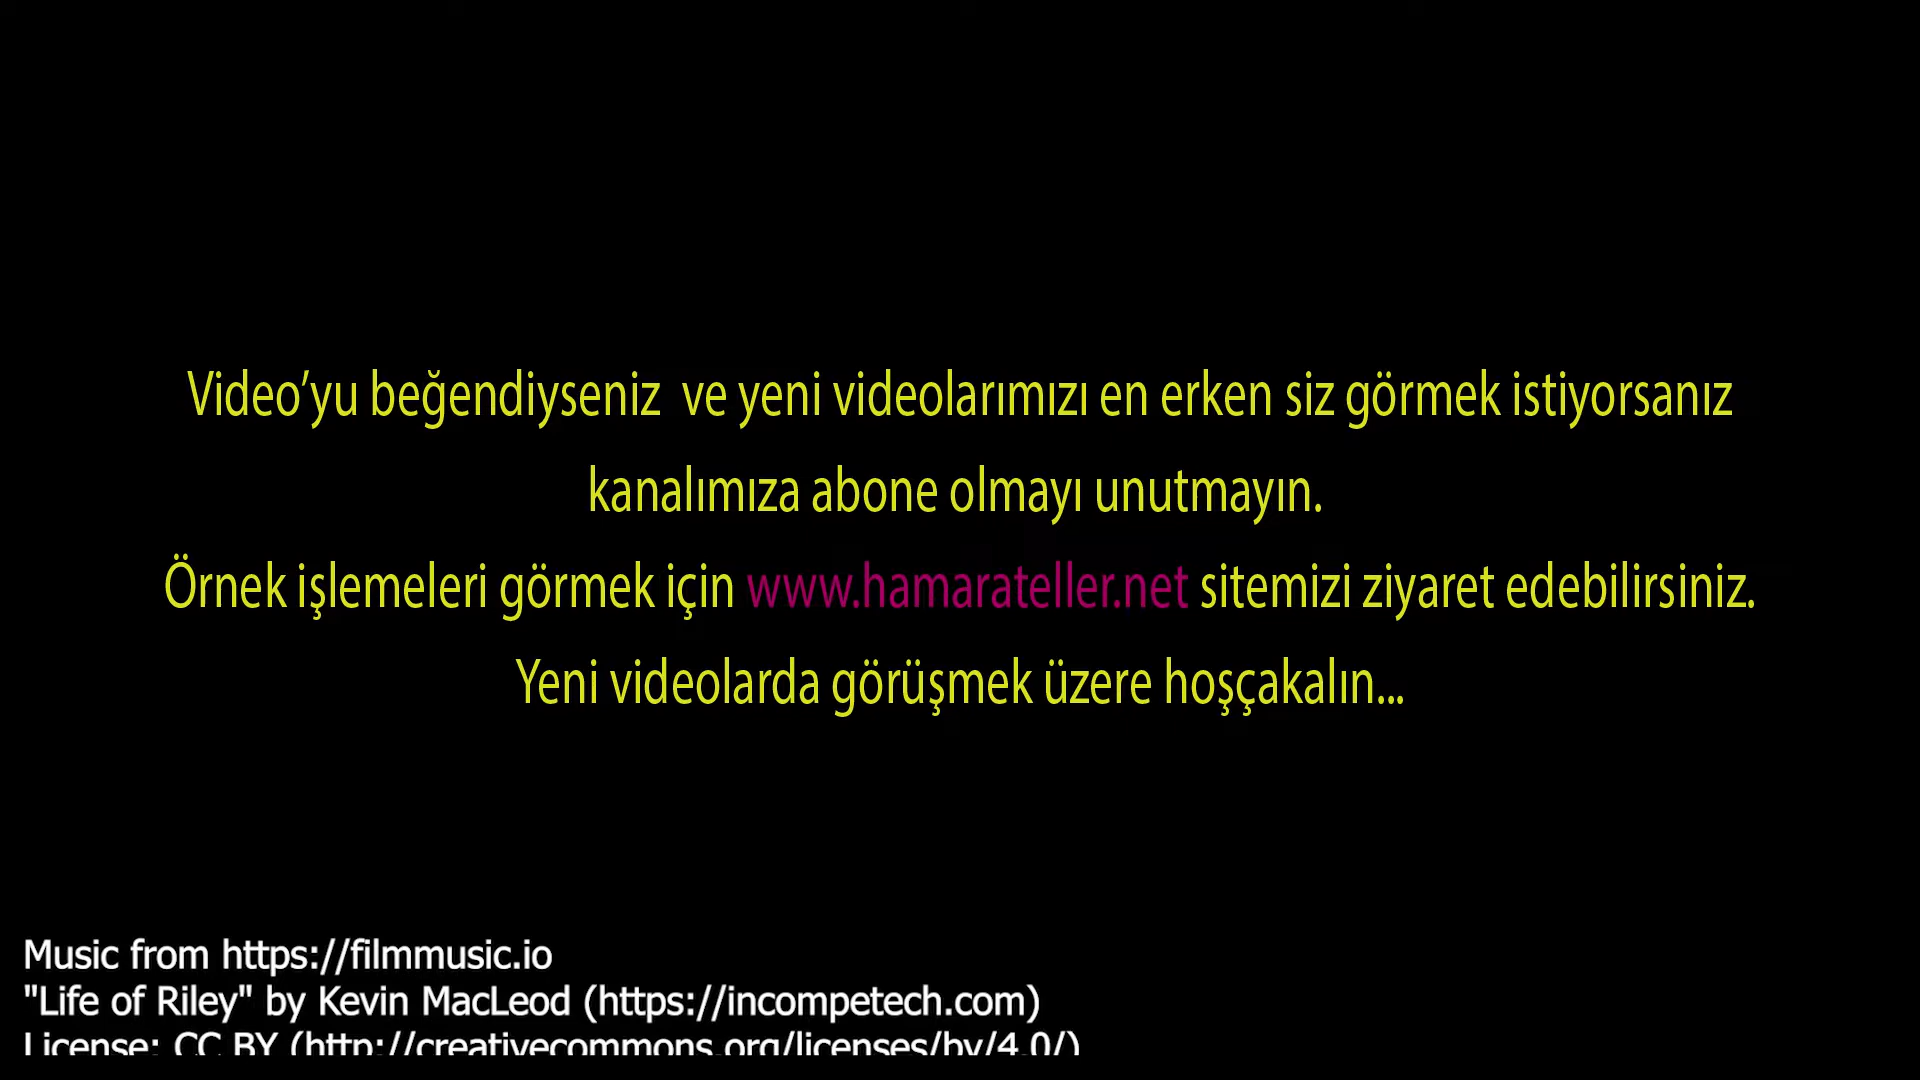 Video’yu beğendiyseniz  ve yeni videolarımızı en erken siz görmek istiyorsanız
kanalımıza abone olmayı unutmayın.
Örnek işlemeleri görmek için www.hamarateller.net sitemizi ziyaret edebilirsiniz.
Yeni videolarda görüşmek üzere hoşçakalın...
Music from https://filmmusic.io
"Life of Riley" by Kevin MacLeod (https://incompetech.com)
License: CC BY (http://creativecommons.org/licenses/by/4.0/)